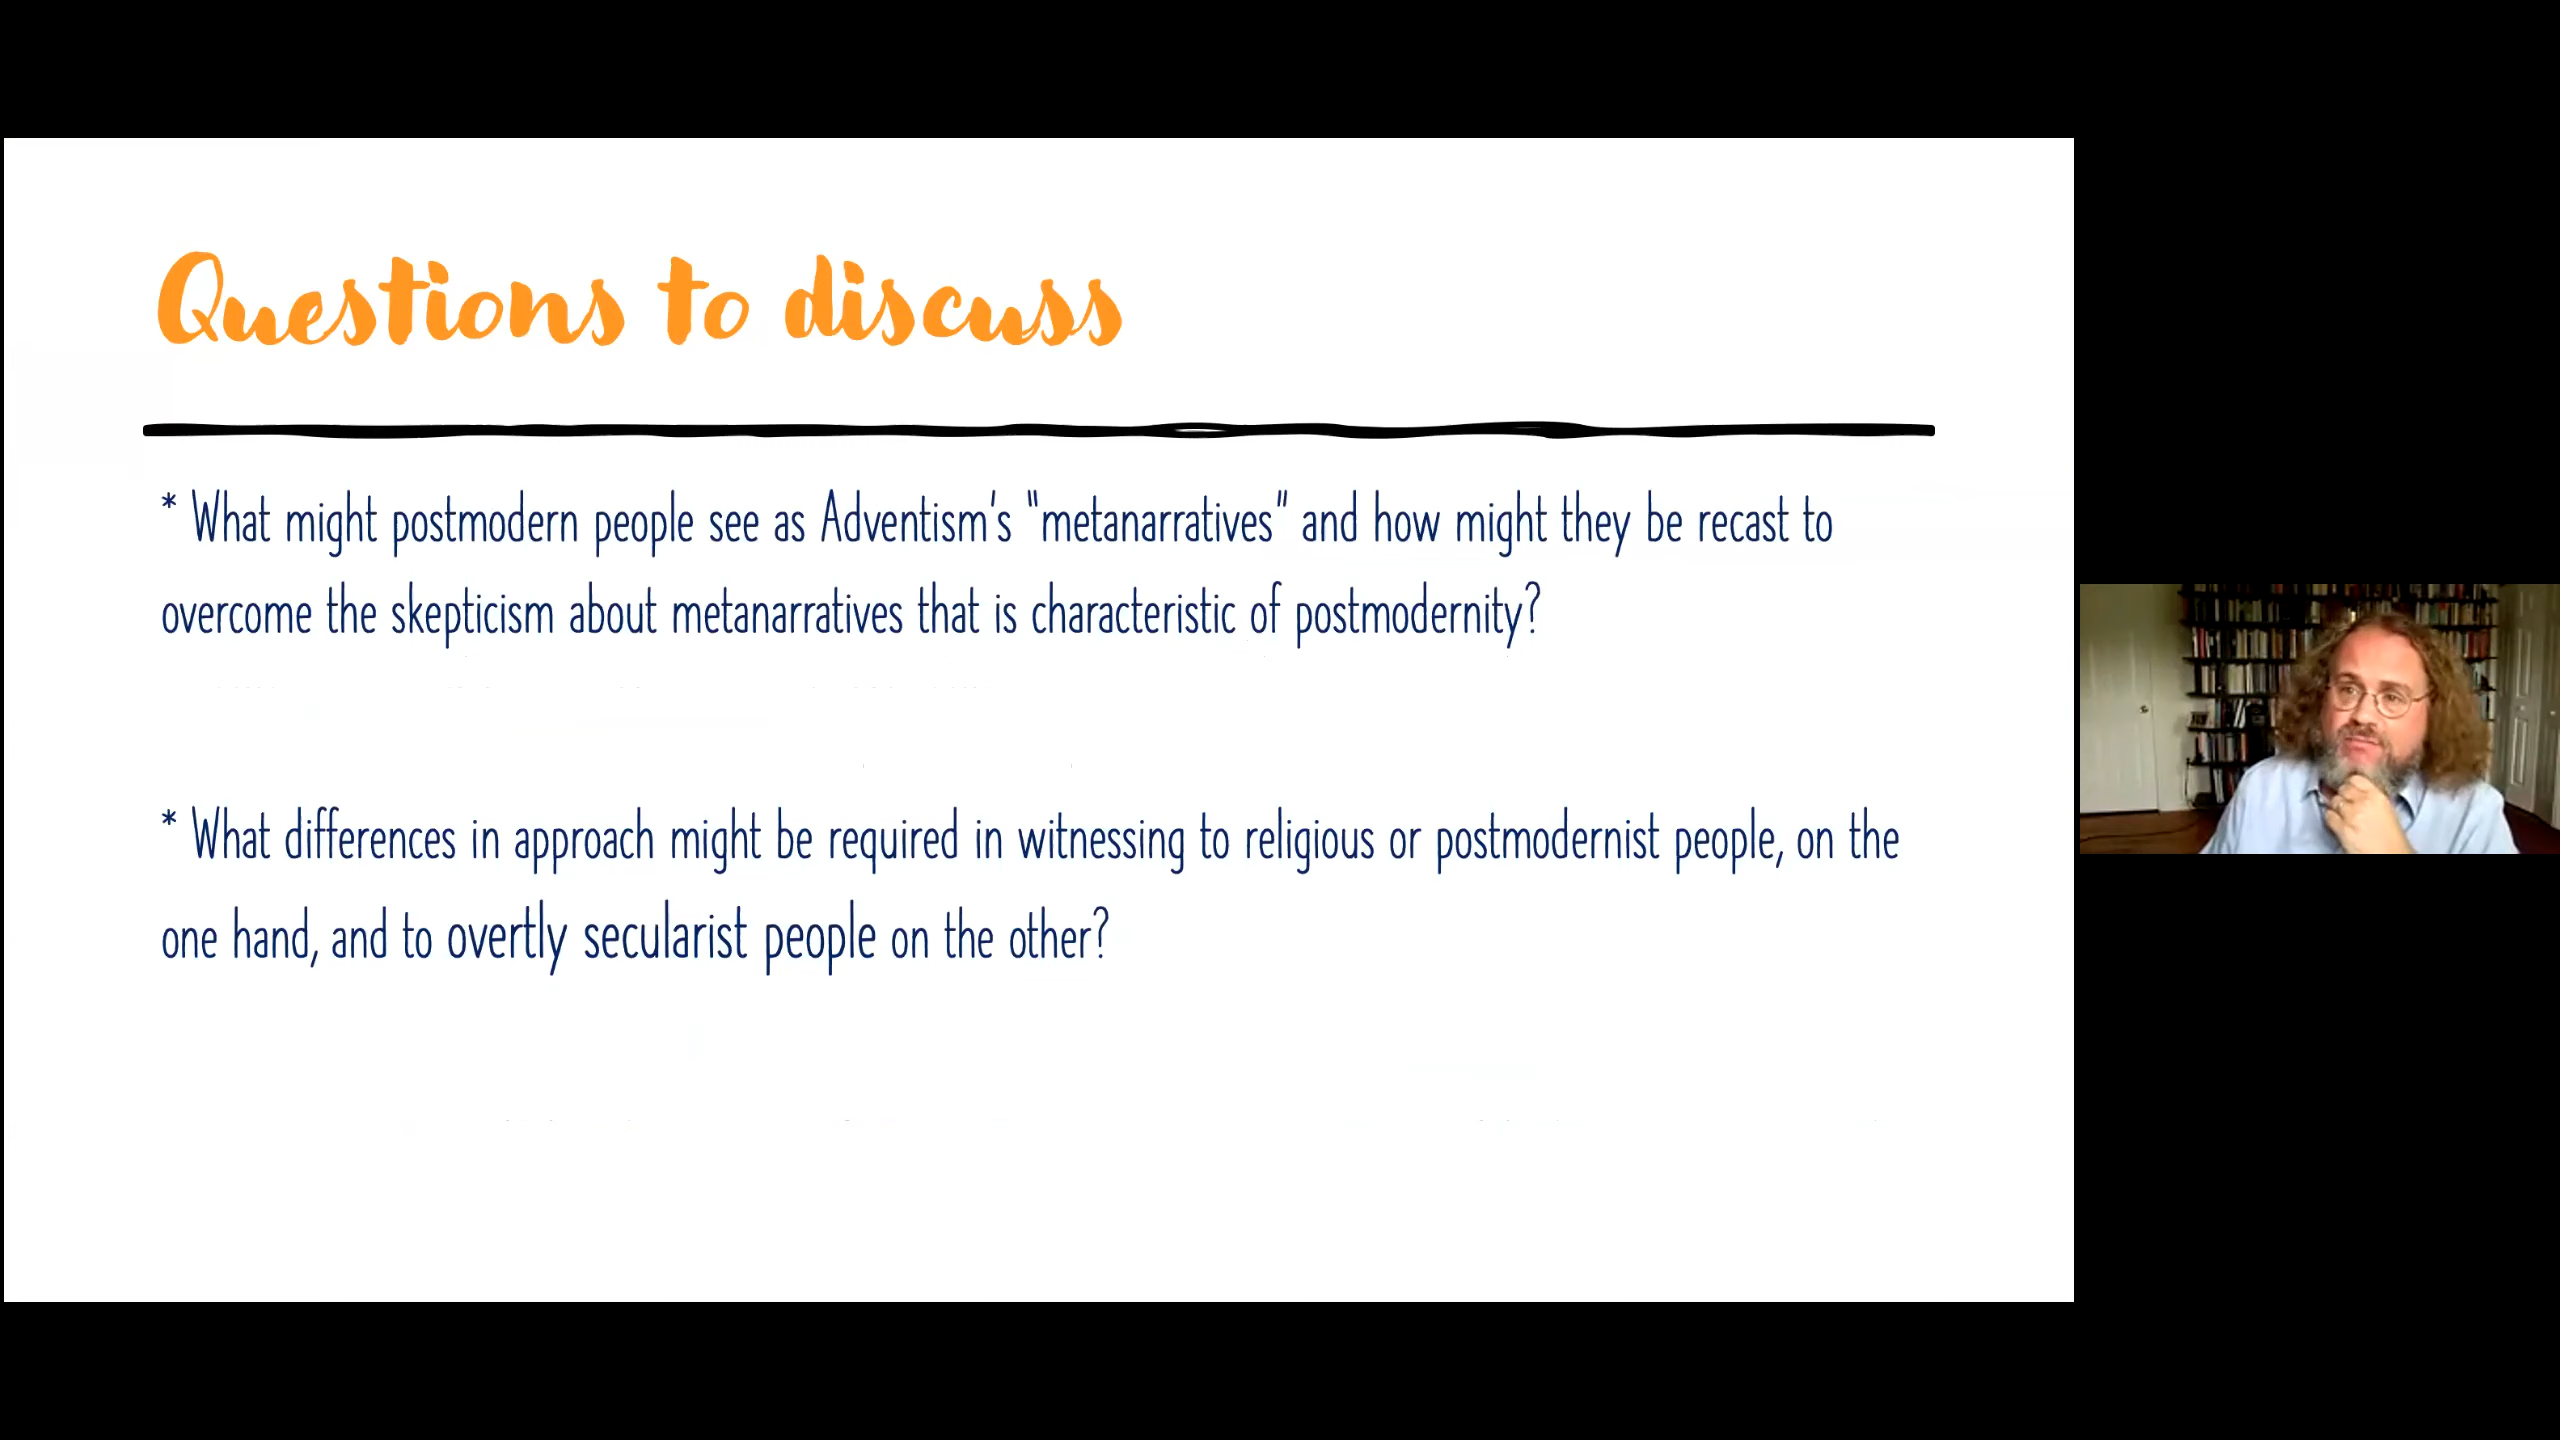 Questions to discuss
* What might postmodern people see as Adventism's "metanarratives" and how might they be recast to
overcome the skepticism about metanarratives that is characteristic of postmodernity?
* What differences in approach might be required in witnessing to religious or postmodernist people, on the
one hand, and to overtly secularist people on the other?